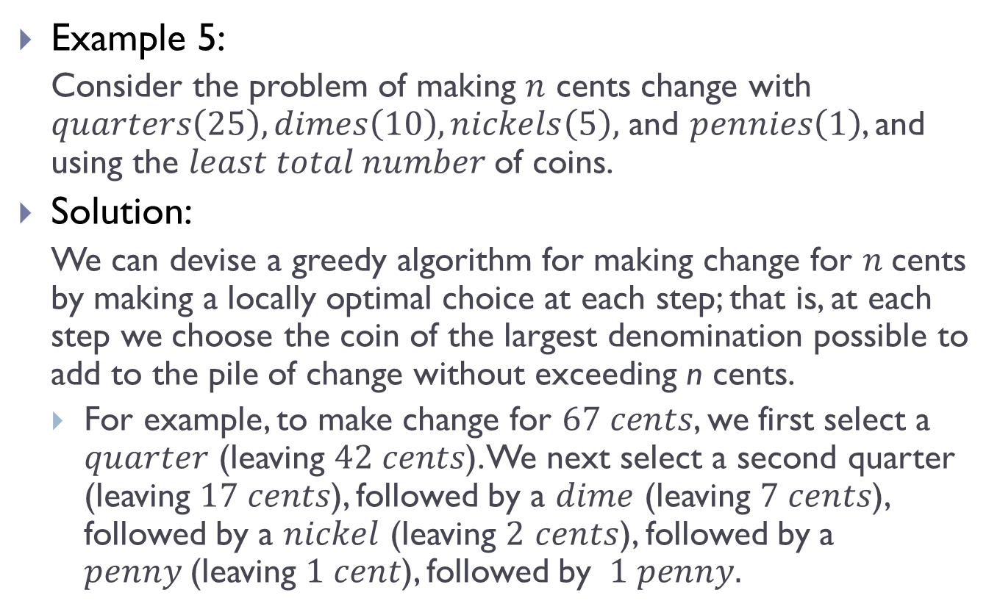 Example 5:
Consider the problem of making n cents change with
quarters(25), dimes(10), nickels(5), and pennies(1), and
using the least total number of coins.
Solution:
We can devise a greedy algorithm for making change for n cents
by making a locally optimal choice at each step; that is, at each
step we choose the coin of the largest denomination possible to
add to the pile of change without exceeding n cents.
For example, to make change for 67 cents, we first select a
quarter (leaving 42 cents). We next select a second quarter
(leaving 17 cents), followed by a dime (leaving 7 cents),
followed by a nickel (leaving 2 cents), followed by a
penny (leaving 1 cent), followed by 1 penny.